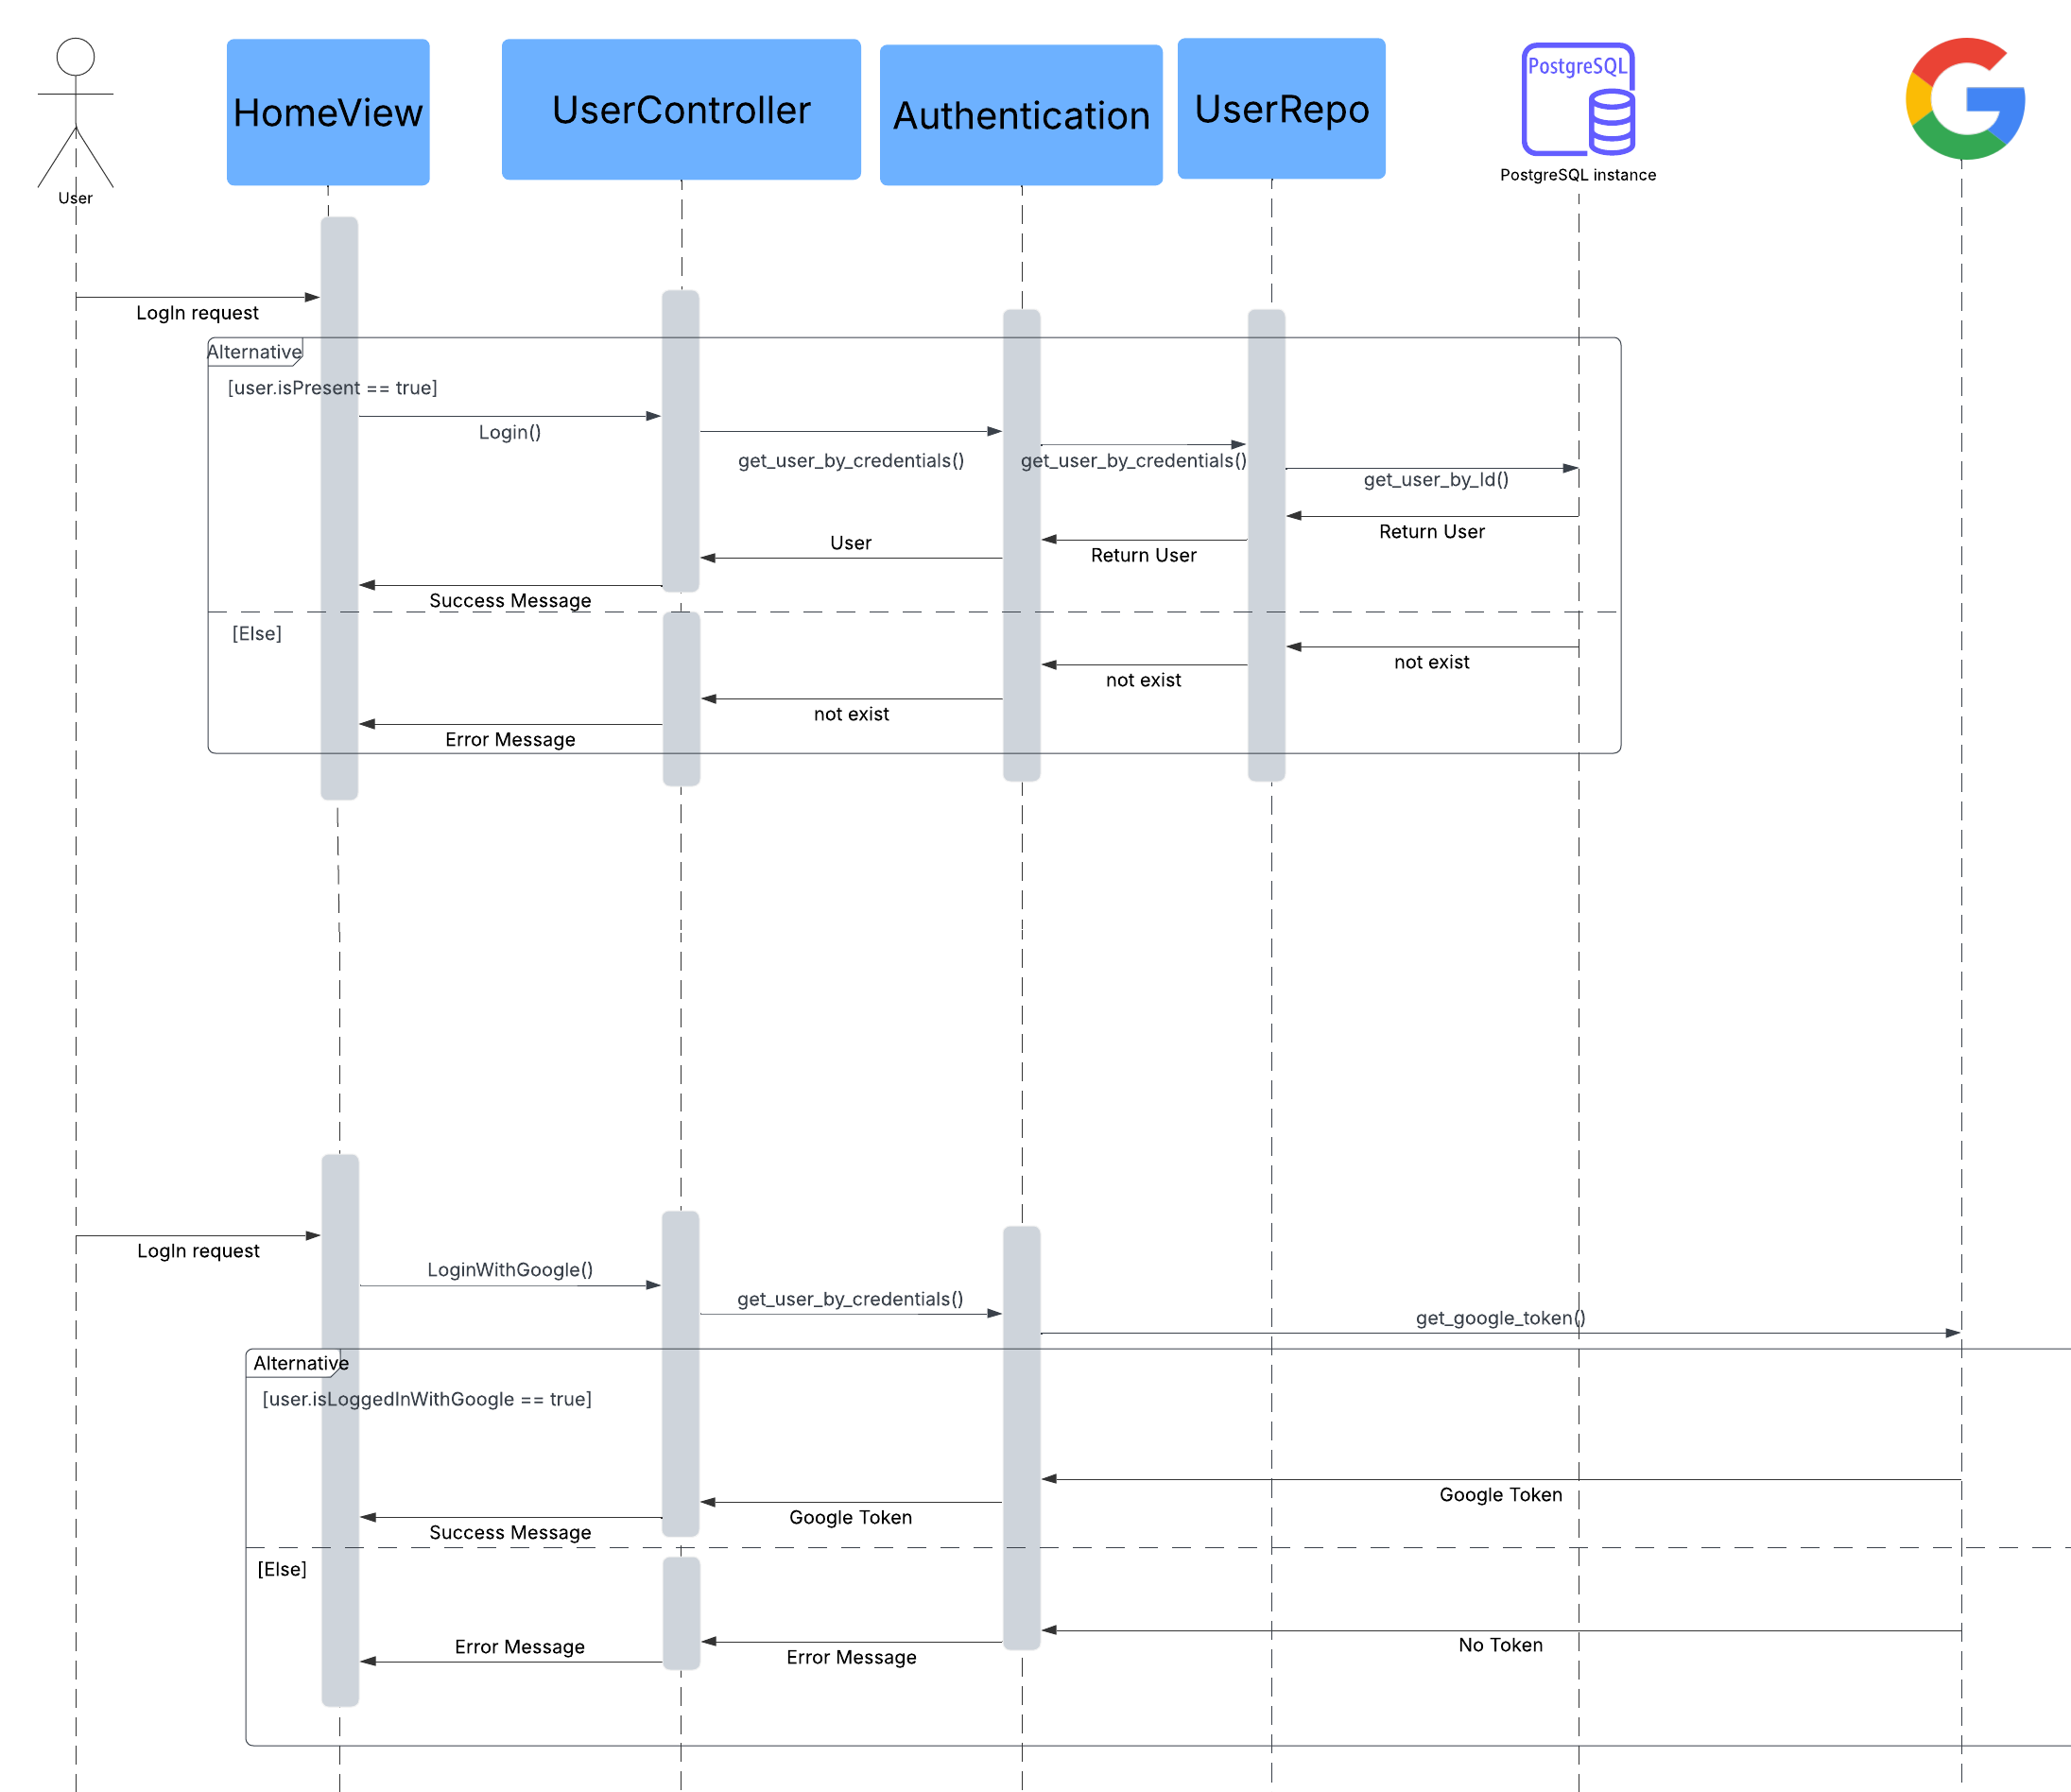 User
HomeView
UserController
Authentication
UserRepo
PostgreSQL
PostgreSQL instance
LogIn request
Alternative
[user.isPresent == true]
Login()
get_user_by_credentials()
get_user_by_credentials()
get_user_by_Id()
Return User
Return User
User
Success Message
[Else]
not exist
not exist
not exist
Error Message
LogIn request
LoginWithGoogle()
get_user_by_credentials()
get_google_token()
Alternative
[user.isLoggedInWithGoogle == true]
Google Token
Google Token
Success Message
[Else]
No Token
Error Message
Error Message